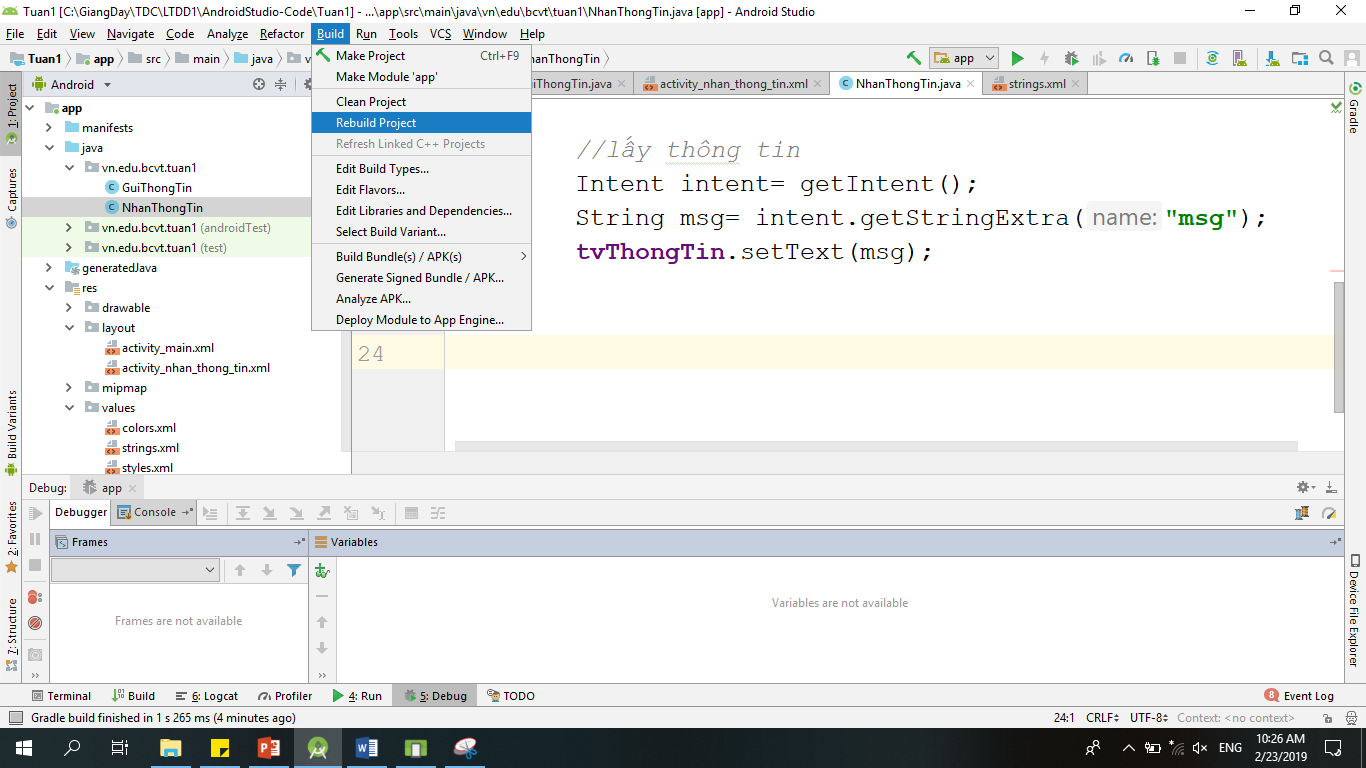 Tuan1 [C:\GiangDay\TDC\LTDD1\AndroidStudio-Code\Tuan1] - ...\app\src\main\java\vn\edu\bcvt\tuan1\NhanThongTin.java [app] - Android Studio
File Edit View Navigate Code Analyze Refactor Build Run Tools VCS Window Help
Tuan1 app src main java
NhanThongTin
app
Make Project Ctrl+F9
Make Module 'app'
Clean Project
Rebuild Project
Refresh Linked C++ Projects
Edit Build Types...
Edit Flavors...
Edit Libraries and Dependencies...
Select Build Variant...
Build Bundle(s) / APK(s)
Generate Signed Bundle / APK...
Analyze APK...
Deploy Module to App Engine...
1: Project
Captures
Build Variants
2: Favorites
7: Structure
Android
app
manifests
java
vn.edu.bcvt.tuan1
GuiThongTin
NhanThongTin
vn.edu.bcvt.tuan1 (androidTest)
vn.edu.bcvt.tuan1 (test)
generatedJava
res
drawable
layout
activity_main.xml
activity_nhan_thong_tin.xml
mipmap
values
colors.xml
strings.xml
styles.xml
iThongTin.java activity_nhan_thong_tin.xml NhanThongTin.java strings.xml
//lấy thông tin
Intent intent= getIntent();
String msg= intent.getStringExtra( name: "msg");
tvThongTin.setText(msg);
24
Gradle
Device File Explorer
Debug: app
Debugger Console
Frames Variables
Frames are not available
Variables are not available
Terminal Build 6: Logcat Profiler 4: Run 5: Debug TODO 8 Event Log
Gradle build finished in 1 s 265 ms (4 minutes ago) 24:1 CRLF UTF-8 Context: <no context>
ENG 10:26 AM
2/23/2019